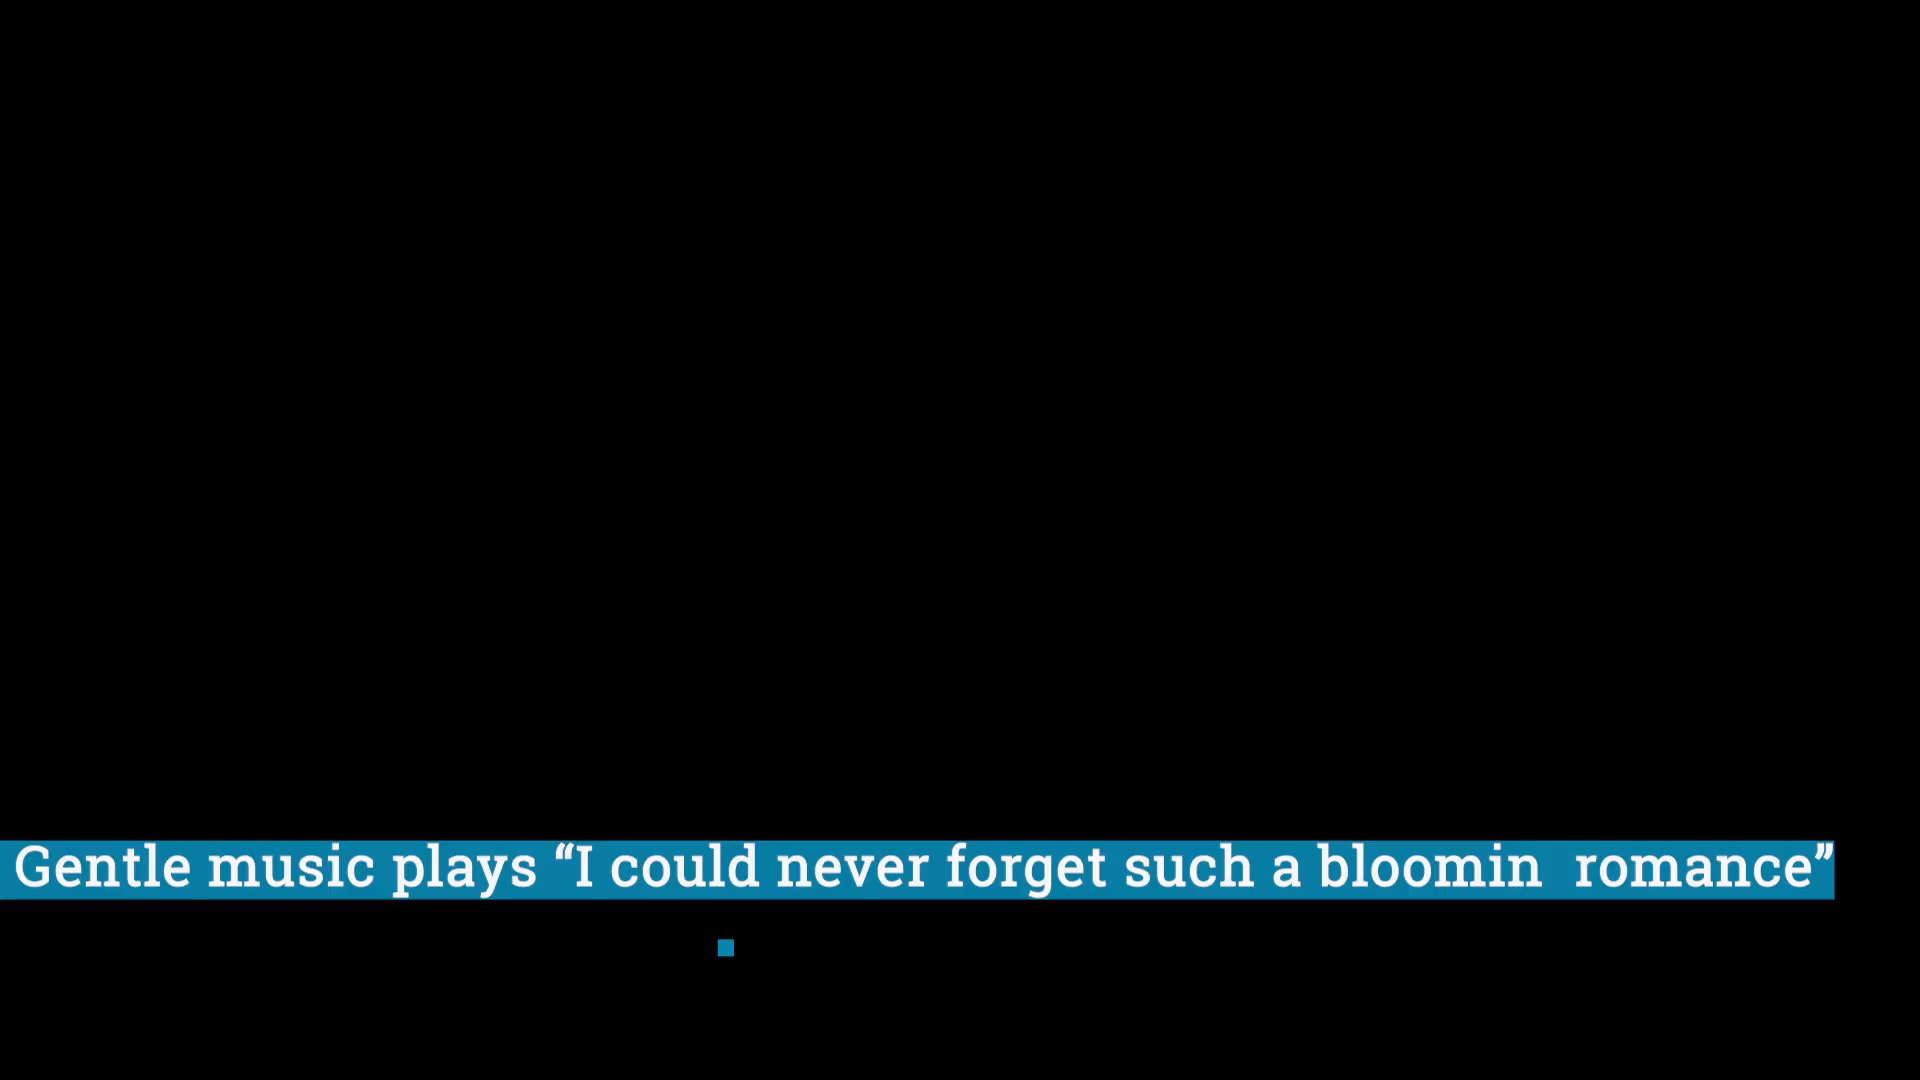 Gentle music plays “I could never forget such a bloomin  romance”